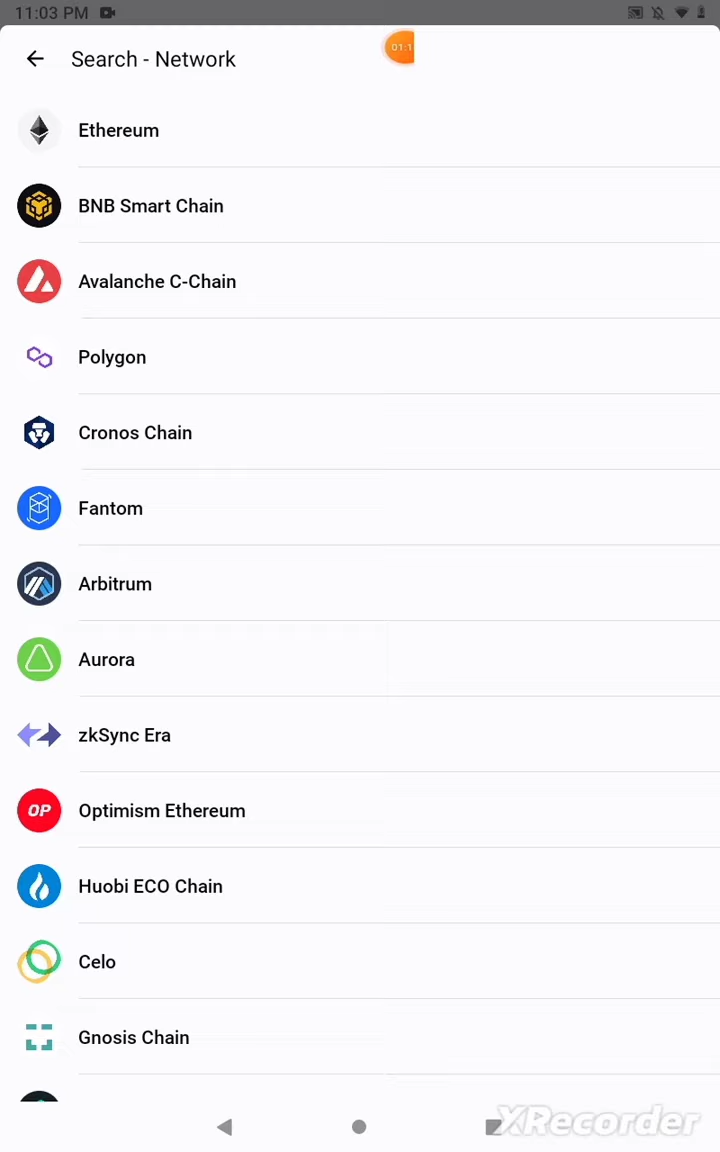 11:03 PM
Search - Network
01:1
Ethereum
BNB Smart Chain
Avalanche C-Chain
Polygon
Cronos Chain
Fantom
Arbitrum
Aurora
zkSync Era
OP
Optimism Ethereum
Huobi ECO Chain
Celo
Gnosis Chain
XRecorder